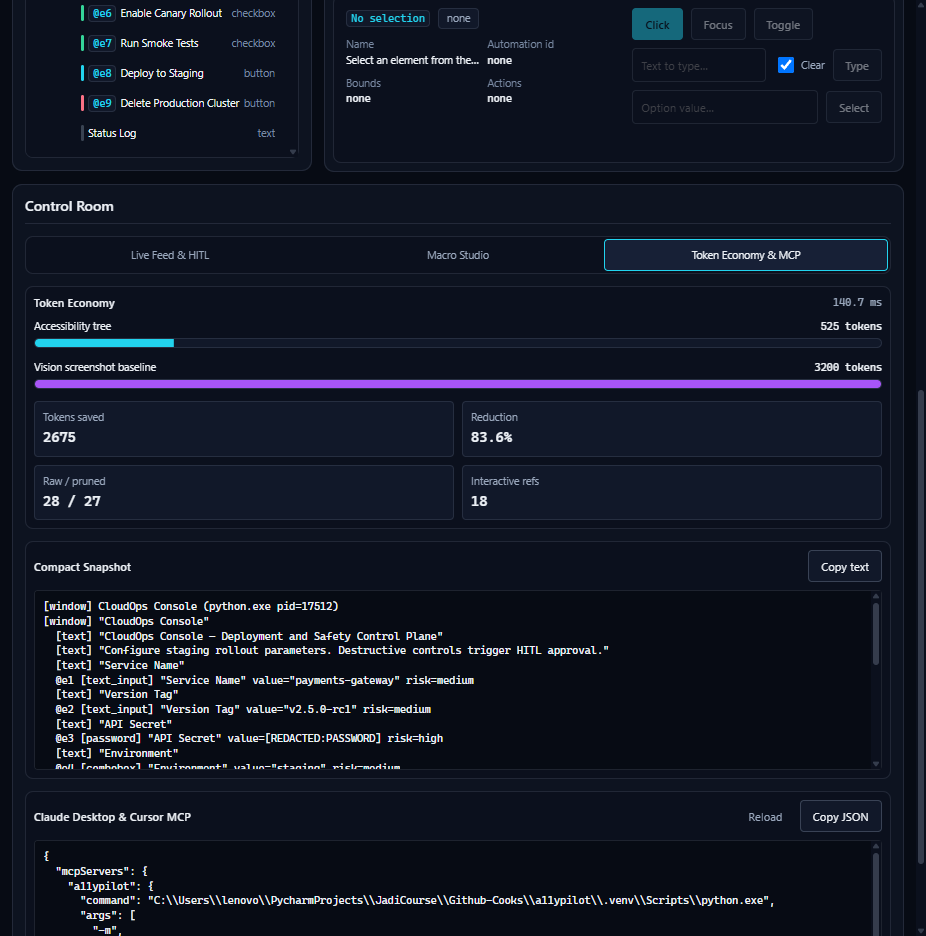 @e6 Enable Canary Rollout checkbox
@e7 Run Smoke Tests checkbox
@e8 Deploy to Staging button
@e9 Delete Production Cluster button
Status Log text
No selection none
Name Automation id
Select an element from the... none
Bounds Actions
none none
Click Focus Toggle
Text to type... Clear Type
Option value... Select
Control Room
Live Feed & HITL Macro Studio Token Economy & MCP
Token Economy 140.7 ms
Accessibility tree 525 tokens
Vision screenshot baseline 3200 tokens
Tokens saved Reduction
2675 83.6%
Raw / pruned Interactive refs
28 / 27 18
Compact Snapshot Copy text
[window] CloudOps Console (python.exe pid=17512)
[window] "CloudOps Console"
[text] "CloudOps Console — Deployment and Safety Control Plane"
[text] "Configure staging rollout parameters. Destructive controls trigger HITL approval."
[text] "Service Name"
@e1 [text_input] "Service Name" value="payments-gateway" risk=medium
[text] "Version Tag"
@e2 [text_input] "Version Tag" value="v2.5.0-rc1" risk=medium
[text] "API Secret"
@e3 [password] "API Secret" value=[REDACTED:PASSWORD] risk=high
[text] "Environment"
@e4 [combobox] "Environment" value="staging" risk=medium
Claude Desktop & Cursor MCP Reload Copy JSON
{
"mcpServers": {
"a11ypilot": {
"command": "C:\\Users\\lenovo\\PycharmProjects\\JadiCourse\\Github-Cooks\\a11ypilot\\.venv\\Scripts\\python.exe",
"args": [
"-m",